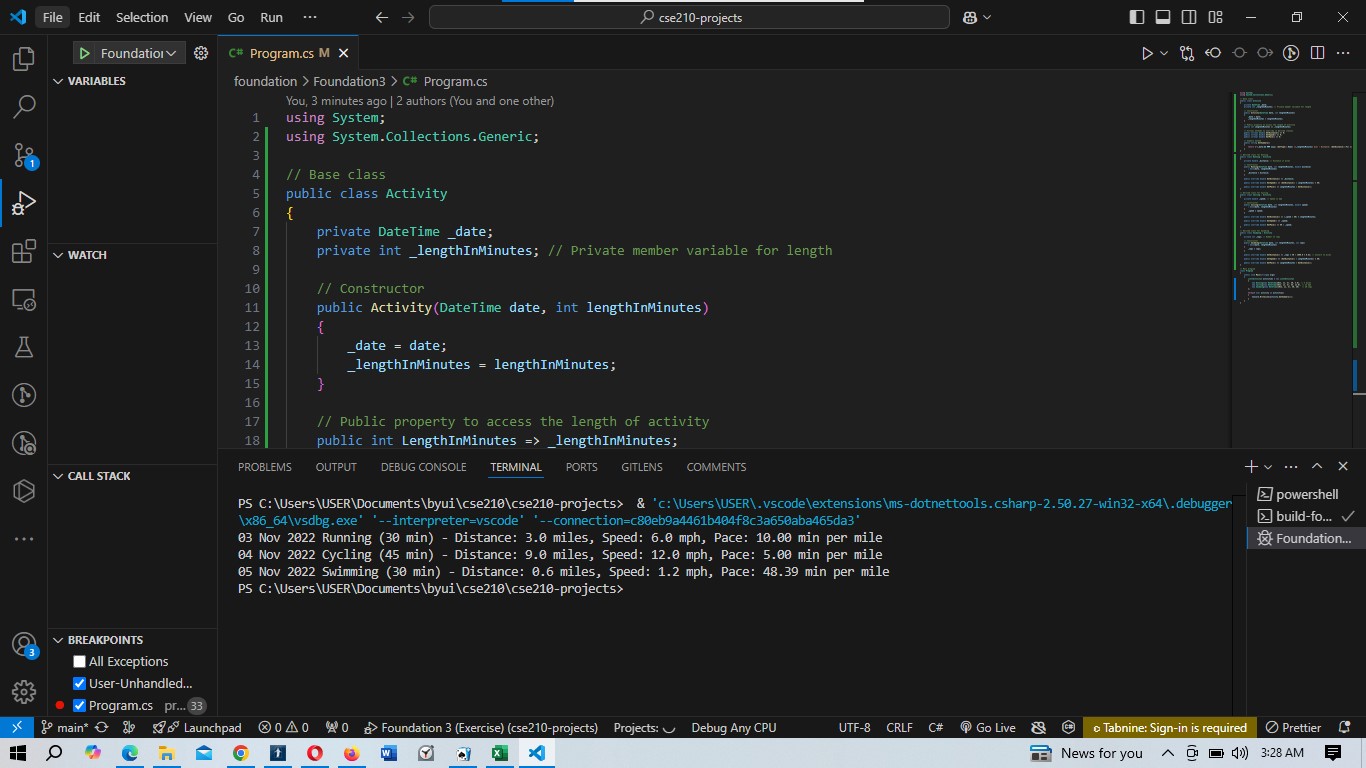 File Edit Selection View Go Run ··· cse210-projects
Foundation
C# Program.cs M
VARIABLES
foundation > Foundation3 > C# Program.cs
You, 3 minutes ago | 2 authors (You and one other)
1 using System;
2 using System.Collections.Generic;
3
4 // Base class
5 public class Activity
6 {
7 private DateTime _date;
8 private int _lengthInMinutes; // Private member variable for length
9
10 // Constructor
11 public Activity(DateTime date, int lengthInMinutes)
12 {
13 _date = date;
14 _lengthInMinutes = lengthInMinutes;
15 }
16
17 // Public property to access the length of activity
18 public int LengthInMinutes => _lengthInMinutes;
1
WATCH
CALL STACK
PROBLEMS OUTPUT DEBUG CONSOLE TERMINAL PORTS GITLENS COMMENTS
PS C:\Users\USER\Documents\byui\cse210\cse210-projects> & 'c:\Users\USER\.vscode\extensions\ms-dotnettools.csharp-2.50.27-win32-x64\.debugger
\x86_64\vsdbg.exe' '--interpreter=vscode' '--connection=c80eb9a4461b404f8c3a650aba465da3'
03 Nov 2022 Running (30 min) - Distance: 3.0 miles, Speed: 6.0 mph, Pace: 10.00 min per mile
04 Nov 2022 Cycling (45 min) - Distance: 9.0 miles, Speed: 12.0 mph, Pace: 5.00 min per mile
05 Nov 2022 Swimming (30 min) - Distance: 0.6 miles, Speed: 1.2 mph, Pace: 48.39 min per mile
PS C:\Users\USER\Documents\byui\cse210\cse210-projects>
powershell
build-fo...
Foundation...
BREAKPOINTS
All Exceptions
User-Unhandled...
Program.cs pr... 33
3
main* Launchpad 0 0 0 Foundation 3 (Exercise) (cse210-projects) Projects: Debug Any CPU UTF-8 CRLF C# Go Live Tabnine: Sign-in is required Prettier
News for you 3:28 AM